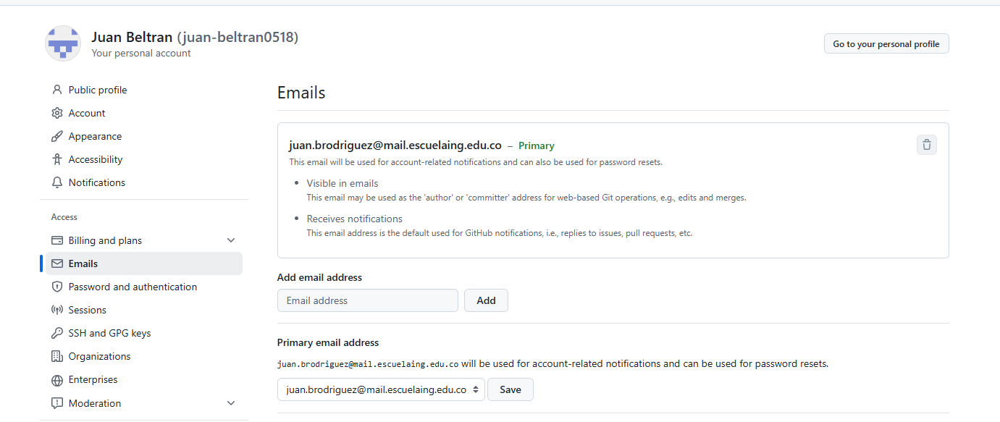 Juan Beltran (juan-beltran0518)
Your personal account
Go to your personal profile
Public profile
Account
Appearance
Accessibility
Notifications
Access
Billing and plans
Emails
Password and authentication
Sessions
SSH and GPG keys
Organizations
Enterprises
Moderation
Emails
juan.brodriguez@mail.escuelaing.edu.co – Primary
This email will be used for account-related notifications and can also be used for password resets.
• Visible in emails
This email may be used as the 'author' or 'committer' address for web-based Git operations, e.g., edits and merges.
• Receives notifications
This email address is the default used for GitHub notifications, i.e., replies to issues, pull requests, etc.
Add email address
Email address
Add
Primary email address
juan.brodriguez@mail.escuelaing.edu.co will be used for account-related notifications and can be used for password resets.
juan.brodriguez@mail.escuelaing.edu.co
Save